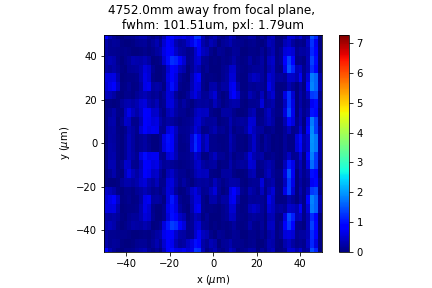 4752.0mm away from focal plane,
fwhm: 101.51um, pxl: 1.79um
40
20
0
−20
−40
y (μm)
−40 −20 0 20 40
x (μm)
7
6
5
4
3
2
1
0